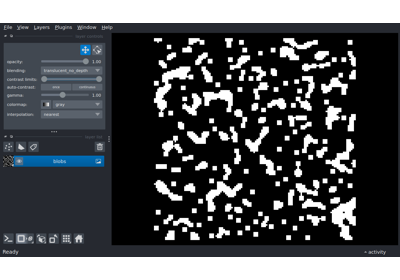 File View Layers Plugins Window Help
opacity: 1.00
blending: translucent_no_depth
contrast limits:
auto-contrast: once continuous
gamma: 1.00
colormap: gray
interpolation: nearest
blobs
Ready activity